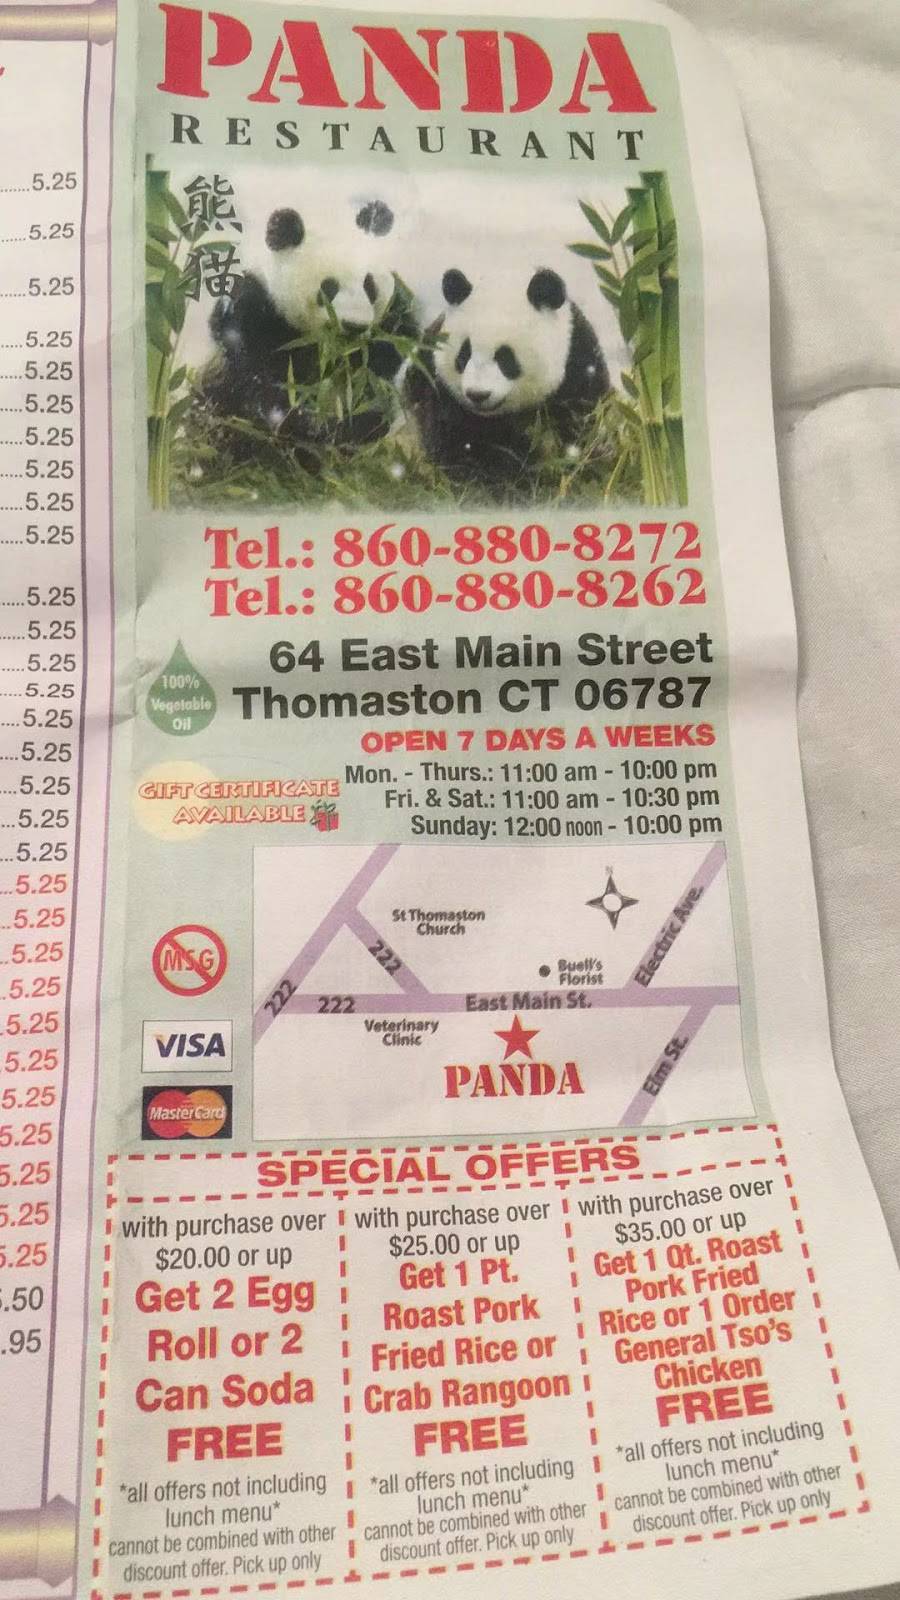 PANDA
RESTAURANT
熊
猫
Tel.: 860-880-8272
Tel.: 860-880-8262
64 East Main Street
Thomaston CT 06787
100%
Vegetable
Oil
OPEN 7 DAYS A WEEKS
Mon. - Thurs.: 11:00 am - 10:00 pm
Fri. & Sat.: 11:00 am - 10:30 pm
Sunday: 12:00 noon - 10:00 pm
GIFT CERTIFICATE
AVAILABLE
MSG
VISA
MasterCard
N
St Thomaston
Church
222
222
222
Buell's
Florist
Electric Ave.
East Main St.
Veterinary
Clinic
PANDA
Elm St.
SPECIAL OFFERS
with purchase over
$20.00 or up
Get 2 Egg
Roll or 2
Can Soda
FREE
*all offers not including
lunch menu*
cannot be combined with other
discount offer. Pick up only
with purchase over
$25.00 or up
Get 1 Pt.
Roast Pork
Fried Rice or
Crab Rangoon
FREE
*all offers not including
lunch menu*
cannot be combined with other
discount offer. Pick up only
with purchase over
$35.00 or up
Get 1 Qt. Roast
Pork Fried
Rice or 1 Order
General Tso's
Chicken
FREE
*all offers not including
lunch menu*
cannot be combined with other
discount offer. Pick up only
.......5.25
......5.25
......5.25
.....5.25
.....5.25
.....5.25
.....5.25
.....5.25
.....5.25
.....5.25
......5.25
.....5.25
.....5.25
.....5.25
....5.25
....5.25
...5.25
...5.25
...5.25
...5.25
..5.25
..5.25
.5.25
.5.25
5.25
5.25
5.25
5.25
5.25
5.25
.50
.95